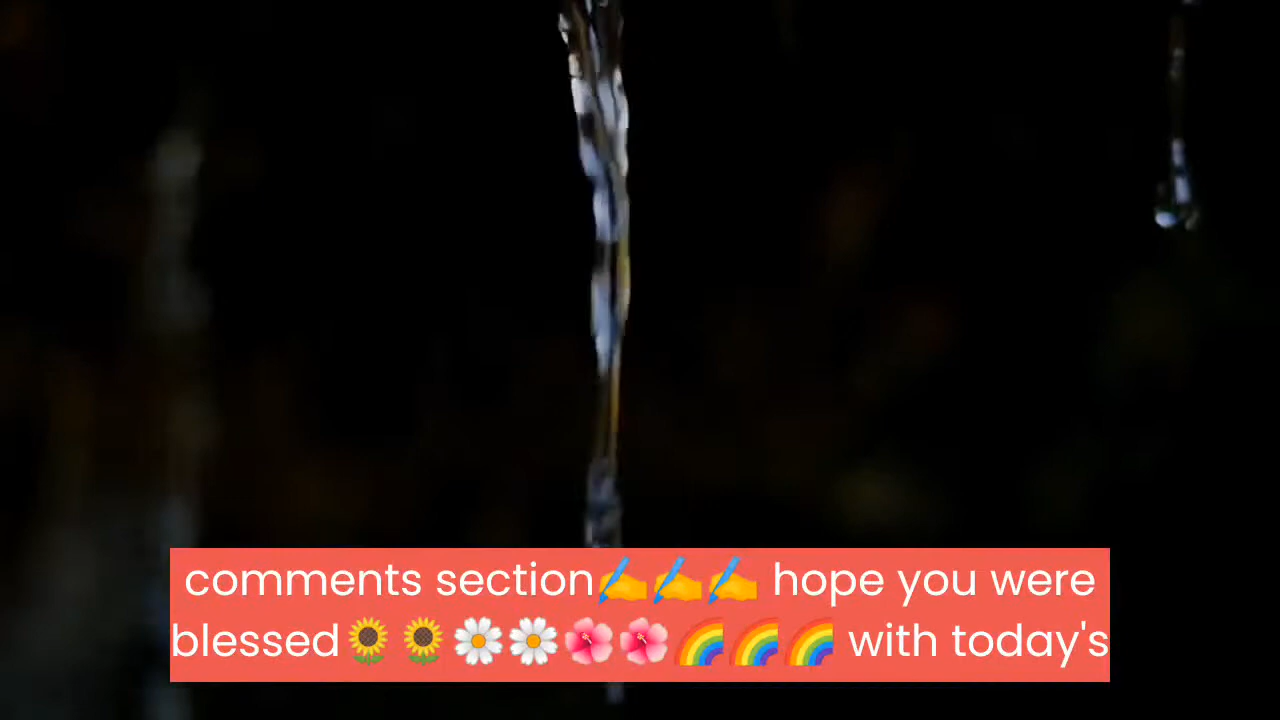 comments section✍️✍️✍️ hope you were
blessed🌻🌻🌼🌼🌺🌺🌈🌈🌈 with today's